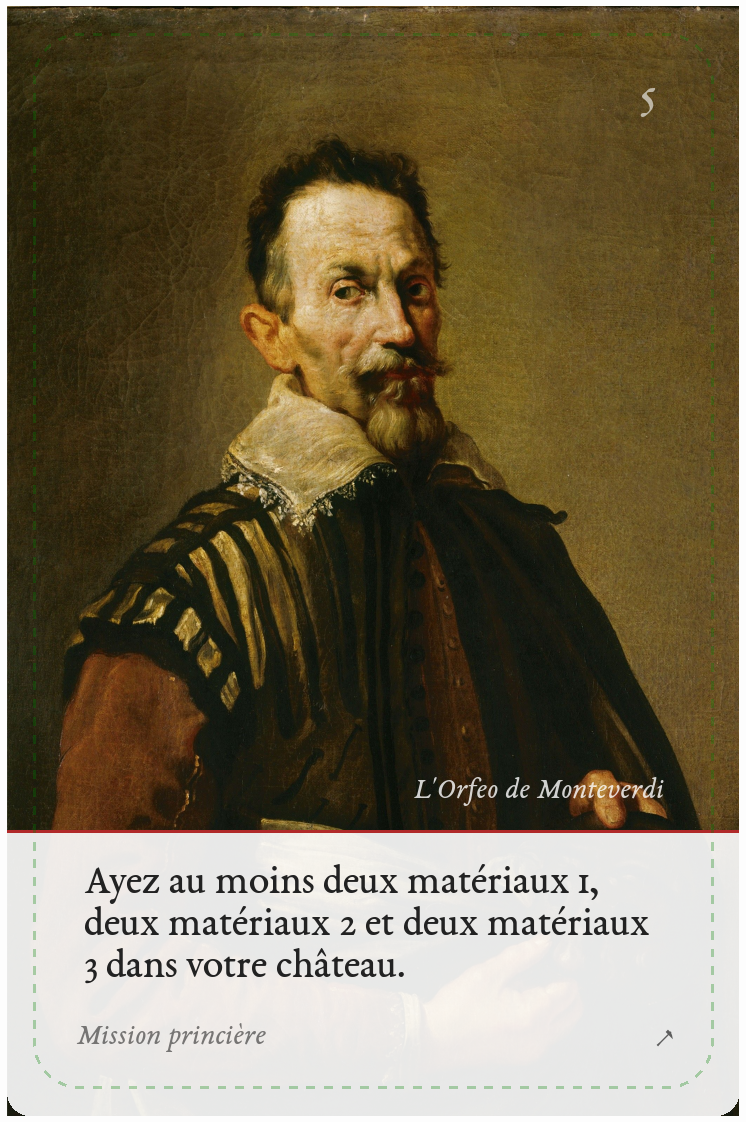 5
L'Orfeo de Monteverdi
Ayez au moins deux matériaux 1,
deux matériaux 2 et deux matériaux
3 dans votre château.
Mission princière